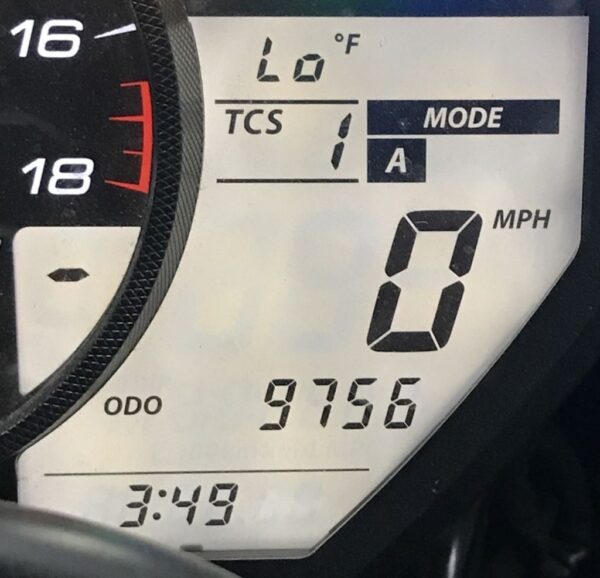 16
18
Lo °F
TCS 1
MODE
A
0 MPH
-
ODO 9756
3:49